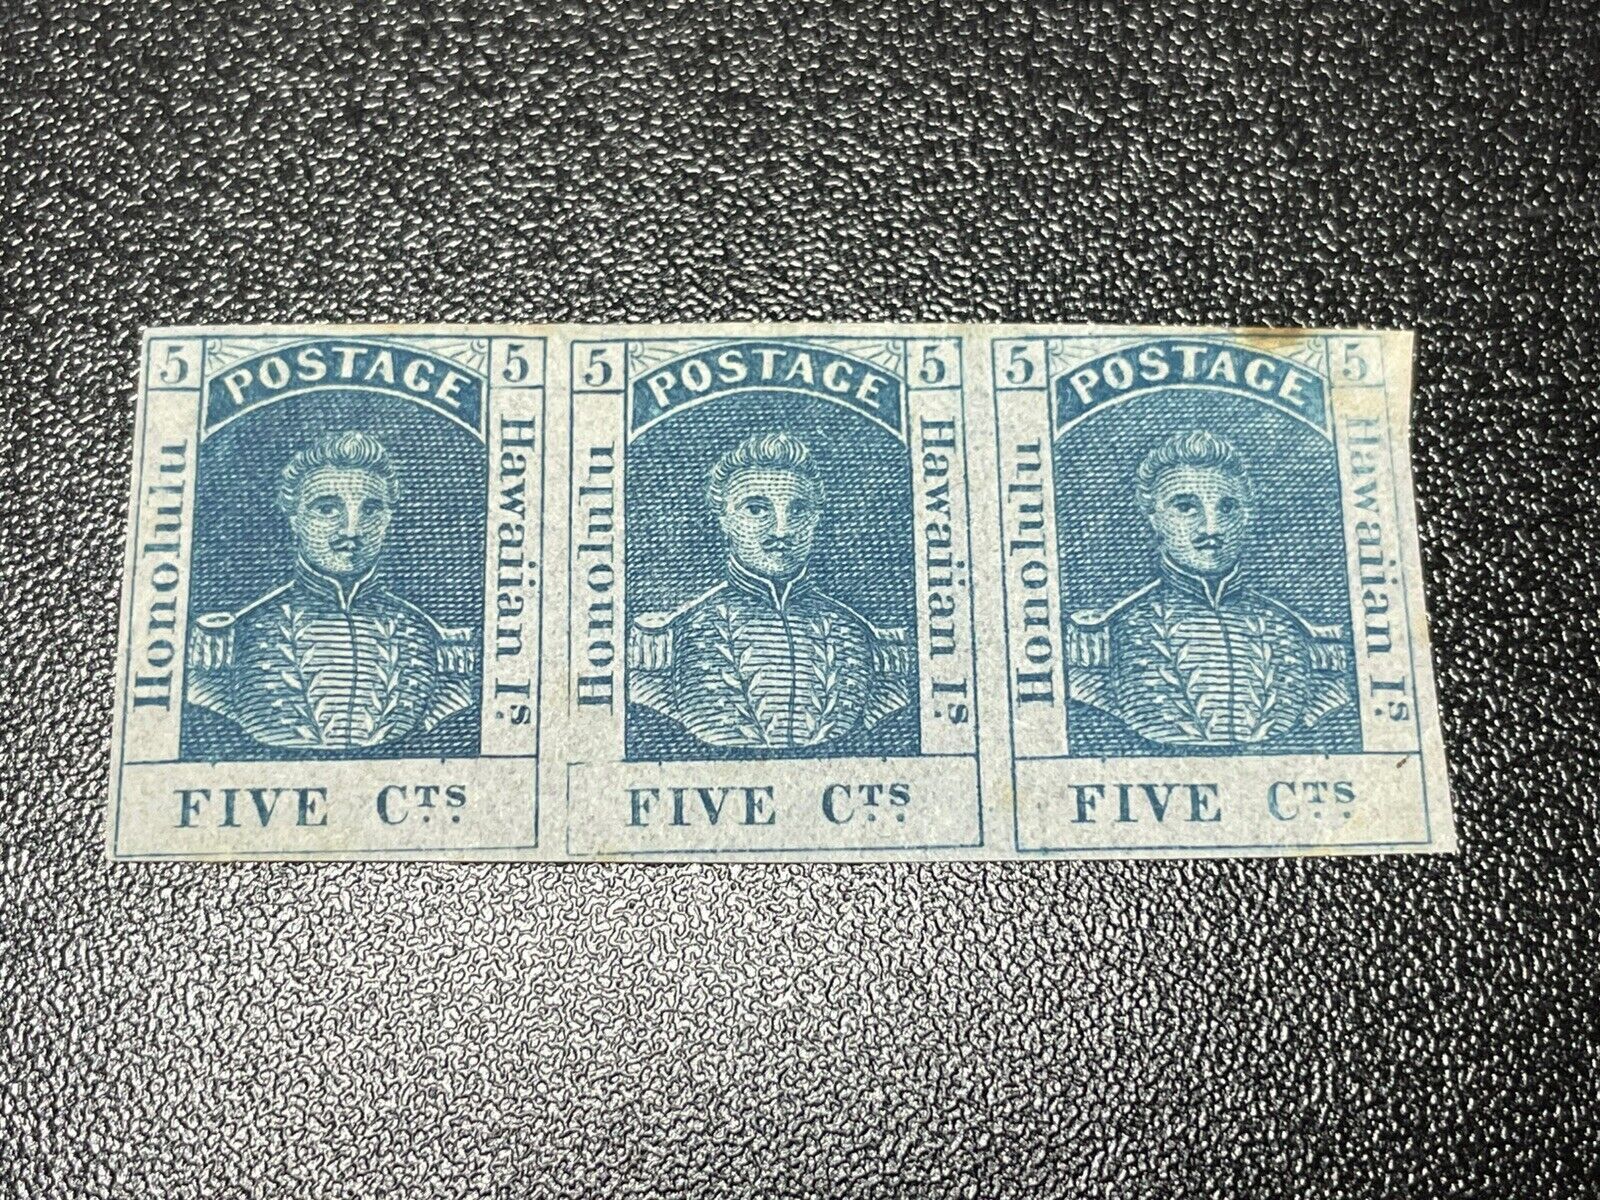 5 POSTAGE 5
Honolulu
Hawaiian Is.
FIVE Cts.
5 POSTAGE 5
Honolulu
Hawaiian Is.
FIVE Cts.
5 POSTAGE 5
Honolulu
Hawaiian Is.
FIVE Cts.